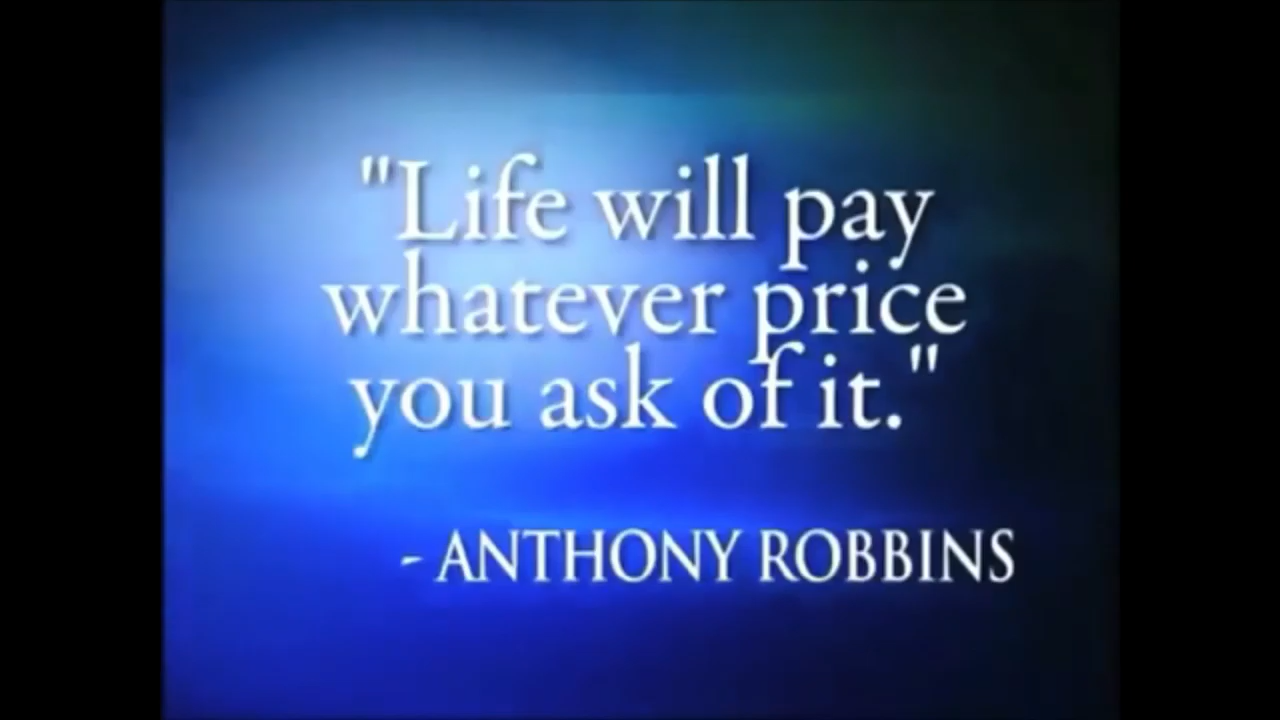 "Life will pay
whatever price
you ask of it."
- ANTHONY ROBBINS